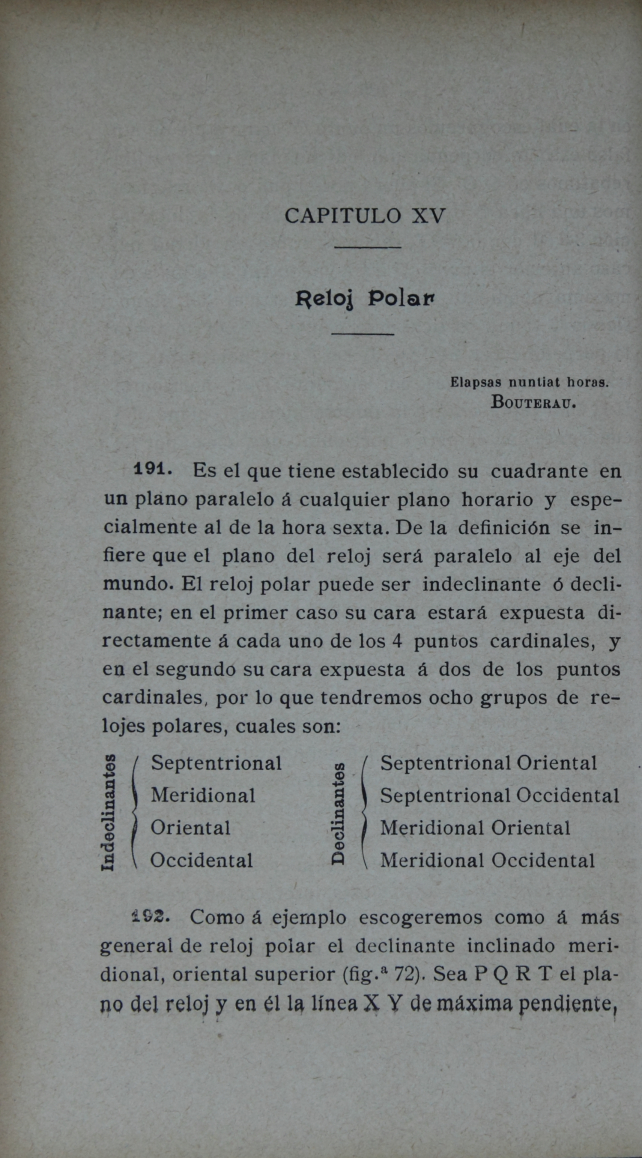 CAPITULO XV
Reloj Polar
Elapsas nuntiat horas.
BOUTERAU.
191. Es el que tiene establecido su cuadrante en
un plano paralelo á cualquier plano horario y espe-
cialmente al de la hora sexta. De la definición se in-
fiere que el plano del reloj será paralelo al eje del
mundo. El reloj polar puede ser indeclinante ó decli-
nante; en el primer caso su cara estará expuesta di-
rectamente á cada uno de los 4 puntos cardinales, y
en el segundo su cara expuesta á dos de los puntos
cardinales, por lo que tendremos ocho grupos de re-
lojes polares, cuales son:
Indeclinantes
Septentrional
Meridional
Oriental
Occidental
Declinantes
Septentrional Oriental
Septentrional Occidental
Meridional Oriental
Meridional Occidental
192. Como á ejemplo escogeremos como á más
general de reloj polar el declinante inclinado meri-
dional, oriental superior (fig.ª 72). Sea P Q R T el pla-
no del reloj y en él la línea X Y de máxima pendiente,